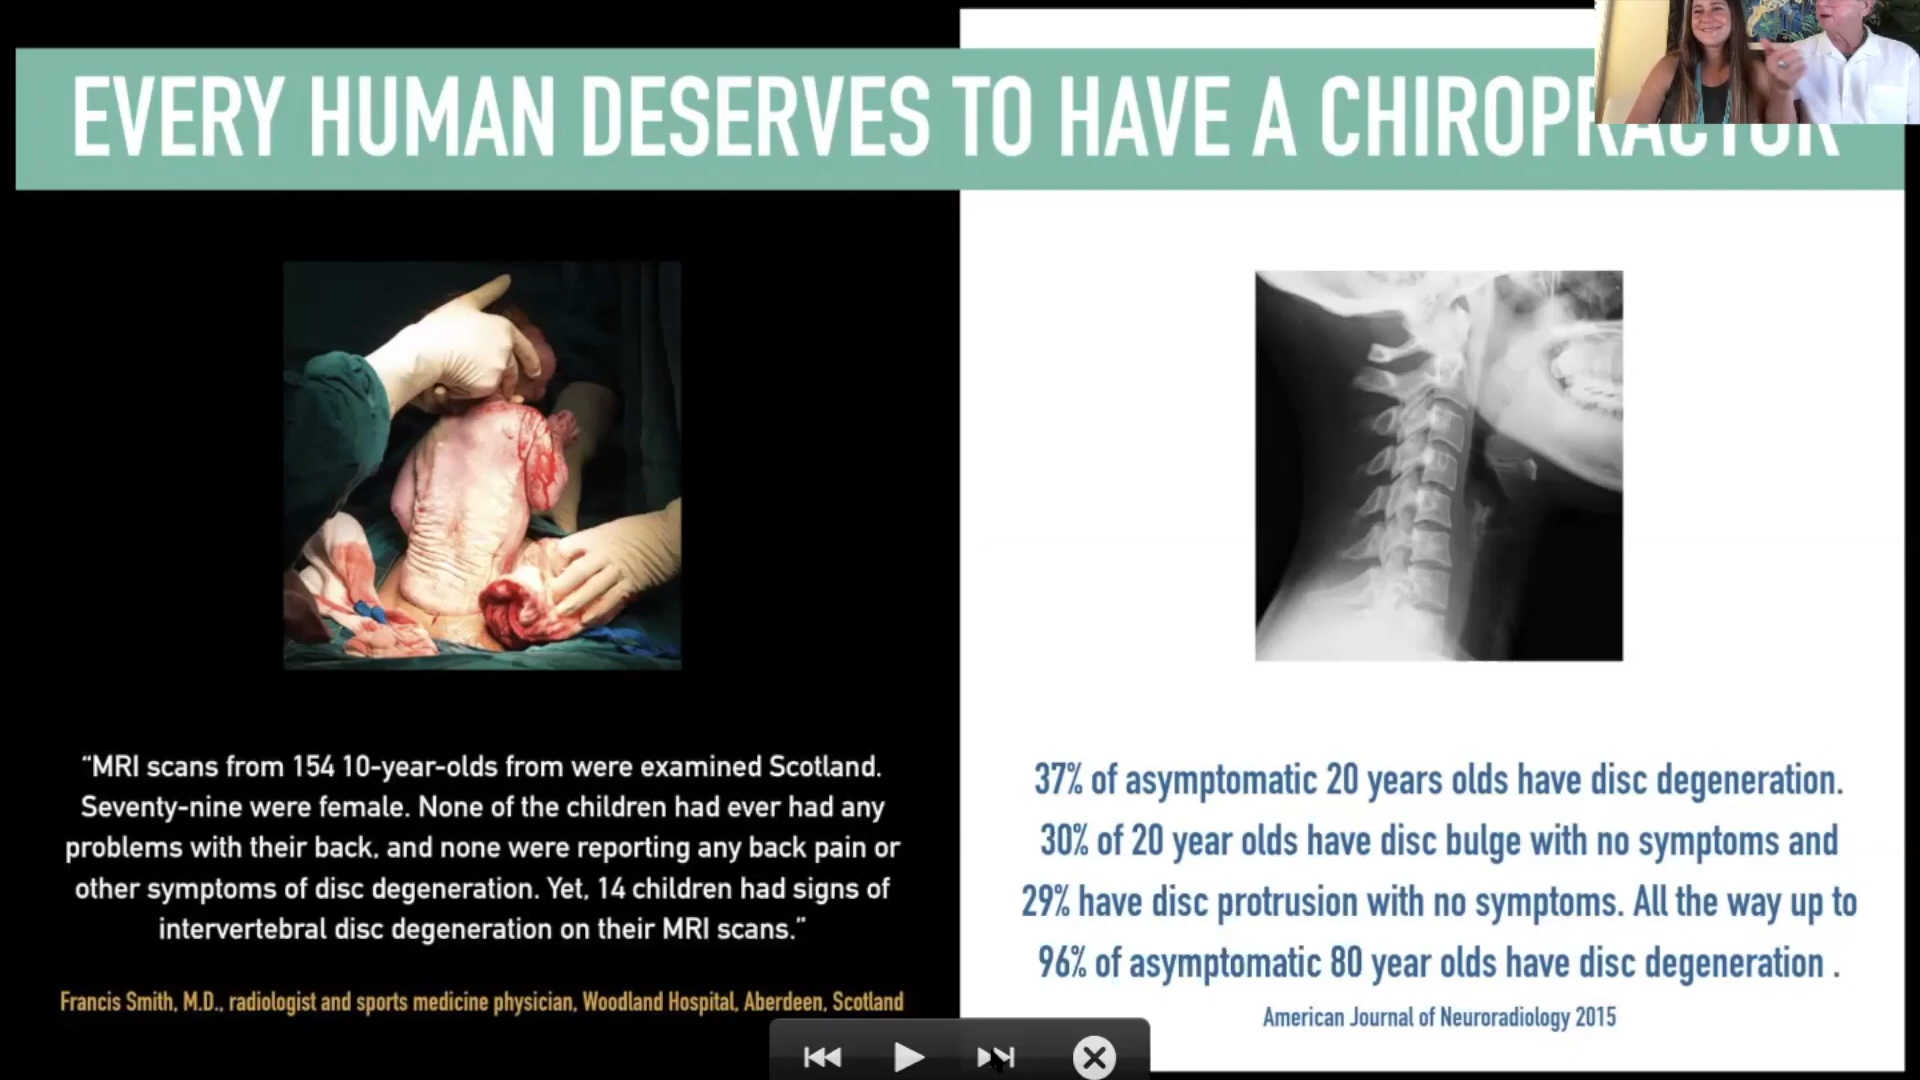 EVERY HUMAN DESERVES TO HAVE A CHIROPRACTOR
“MRI scans from 154 10-year-olds from were examined Scotland.
Seventy-nine were female. None of the children had ever had any
problems with their back, and none were reporting any back pain or
other symptoms of disc degeneration. Yet, 14 children had signs of
intervertebral disc degeneration on their MRI scans.”
Francis Smith, M.D., radiologist and sports medicine physician, Woodland Hospital, Aberdeen, Scotland
37% of asymptomatic 20 years olds have disc degeneration.
30% of 20 year olds have disc bulge with no symptoms and
29% have disc protrusion with no symptoms. All the way up to
96% of asymptomatic 80 year olds have disc degeneration .
American Journal of Neuroradiology 2015